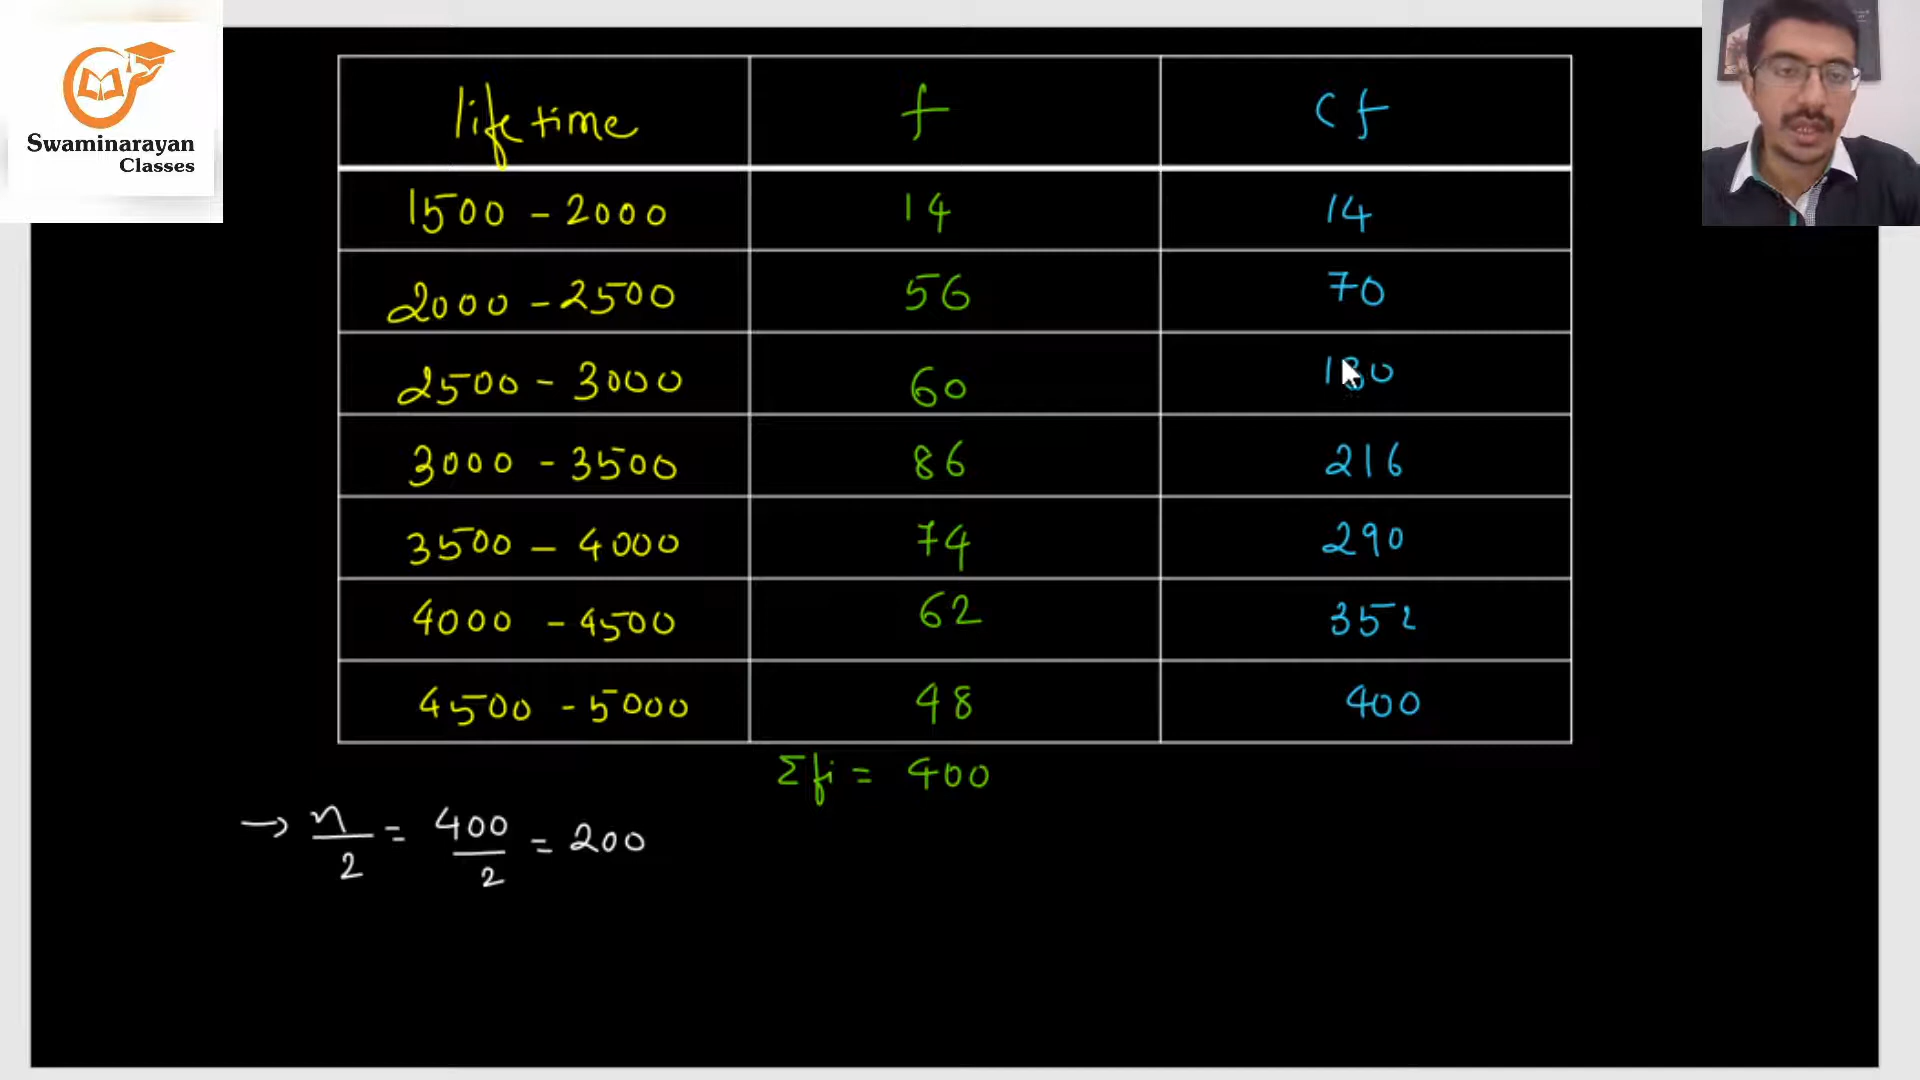 Swaminarayan
Classes
life time f cf
1500 - 2000 14 14
2000 - 2500 56 70
2500 - 3000 60 130
3000 - 3500 86 216
3500 - 4000 74 290
4000 - 4500 62 352
4500 - 5000 48 400
Σfi = 400
→ n/2 = 400/2 = 200